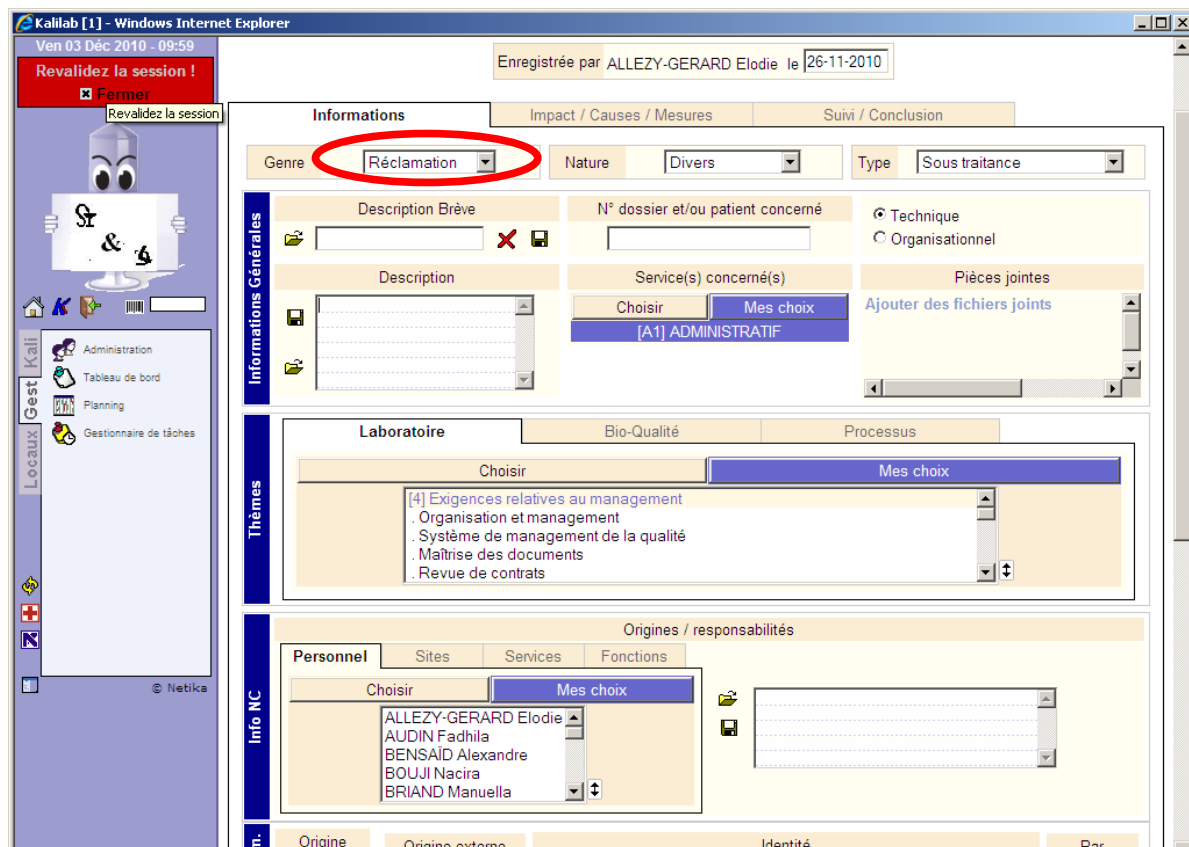 Kalilab [1] - Windows Internet Explorer
Ven 03 Déc 2010 - 09:59
Revalidez la session !
Fermer
Revalidez la session
Enregistrée par ALLEZY-GERARD Elodie le 26-11-2010
Informations Impact / Causes / Mesures Suivi / Conclusion
Genre Réclamation Nature Divers Type Sous traitance
Informations Générales
Description Brève N° dossier et/ou patient concerné
Technique
Organisationnel
Description Service(s) concerné(s) Pièces jointes
Choisir Mes choix Ajouter des fichiers joints
[A1] ADMINISTRATIF
&
Kali
Gest
Locaux
Administration
Tableau de bord
Planning
Gestionnaire de tâches
© Netika
Thèmes
Laboratoire Bio-Qualité Processus
Choisir Mes choix
[4] Exigences relatives au management
. Organisation et management
. Système de management de la qualité
. Maîtrise des documents
. Revue de contrats
Info NC
Origines / responsabilités
Personnel Sites Services Fonctions
Choisir Mes choix
ALLEZY-GERARD Elodie
AUDIN Fadhila
BENSAÏD Alexandre
BOUJI Nacira
BRIAND Manuella
Origine Origine externe Identité Par